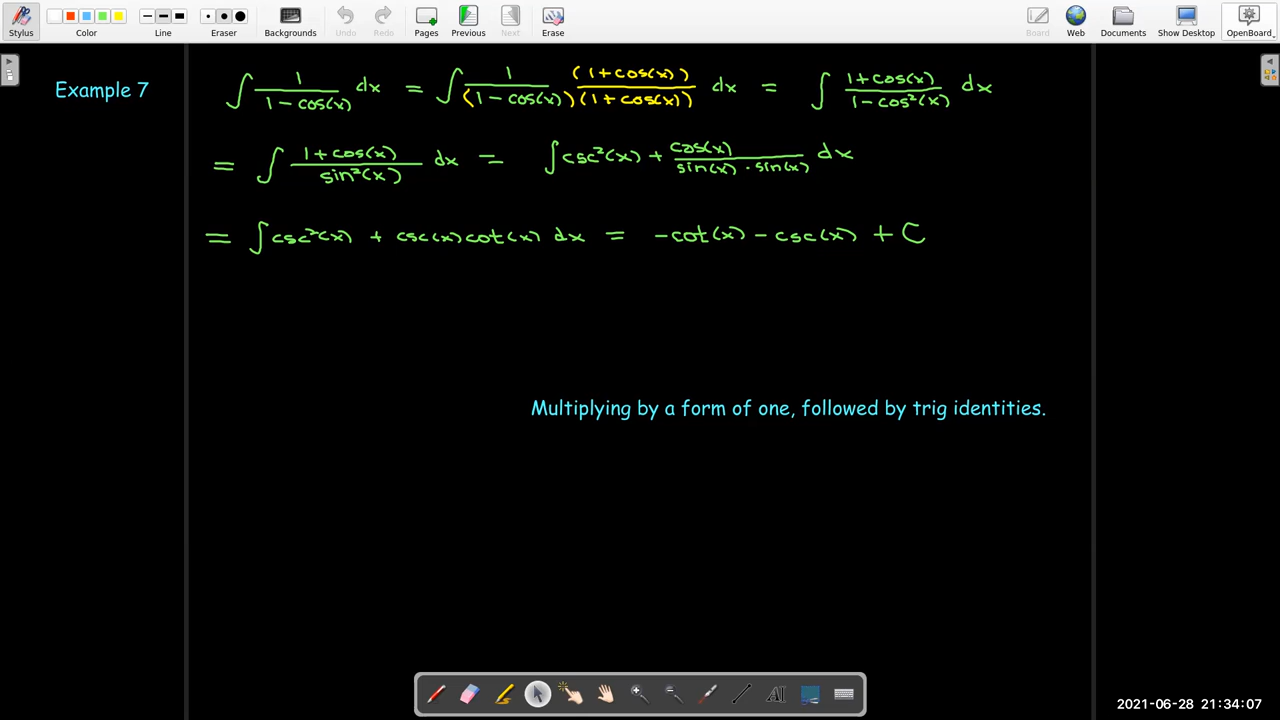 Stylus Color Line Eraser Backgrounds Undo Redo Pages Previous Next Erase Board Web Documents Show Desktop OpenBoard
Example 7
∫ 1/(1 - cos(x)) dx = ∫ 1/(1 - cos(x)) (1 + cos(x))/(1 + cos(x)) dx = ∫ (1 + cos(x))/(1 - cos²(x)) dx
= ∫ (1 + cos(x))/sin²(x) dx = ∫ csc²(x) + cos(x)/(sin(x) · sin(x)) dx
= ∫ csc²(x) + csc(x) cot(x) dx = -cot(x) - csc(x) + C
Multiplying by a form of one, followed by trig identities.
AI
2021-06-28 21:34:07